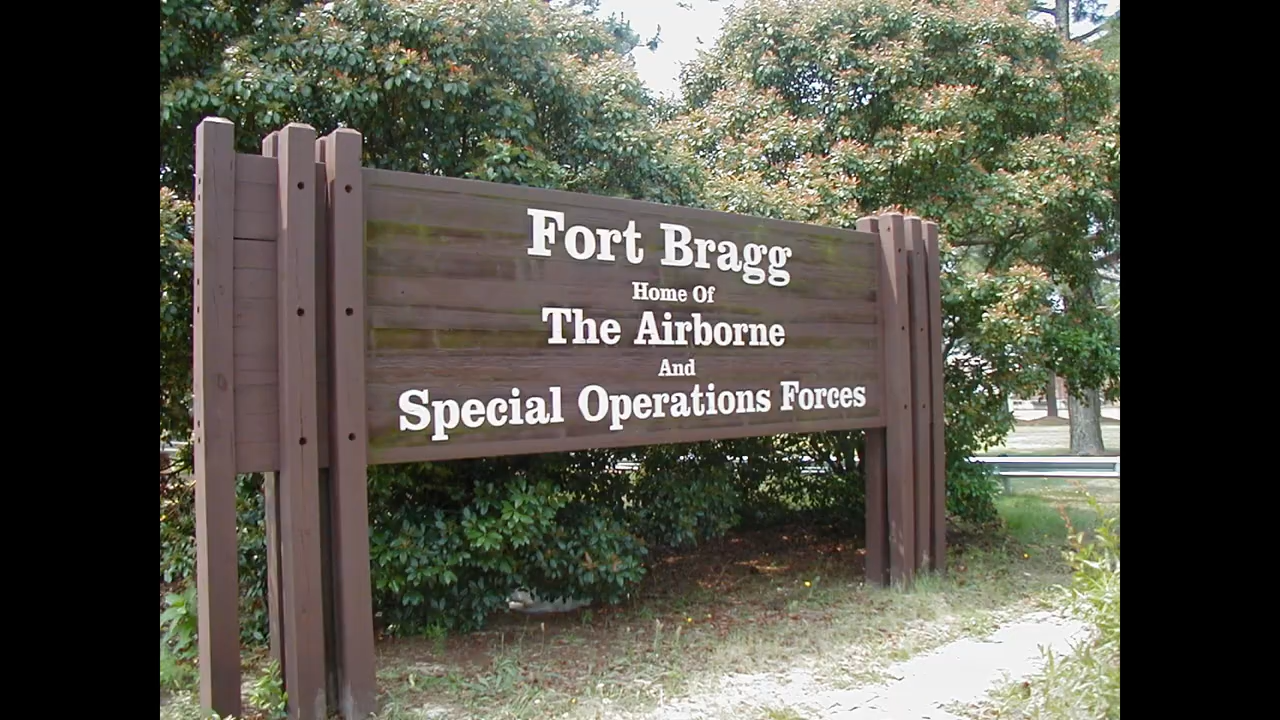 Fort Bragg
Home Of
The Airborne
And
Special Operations Forces